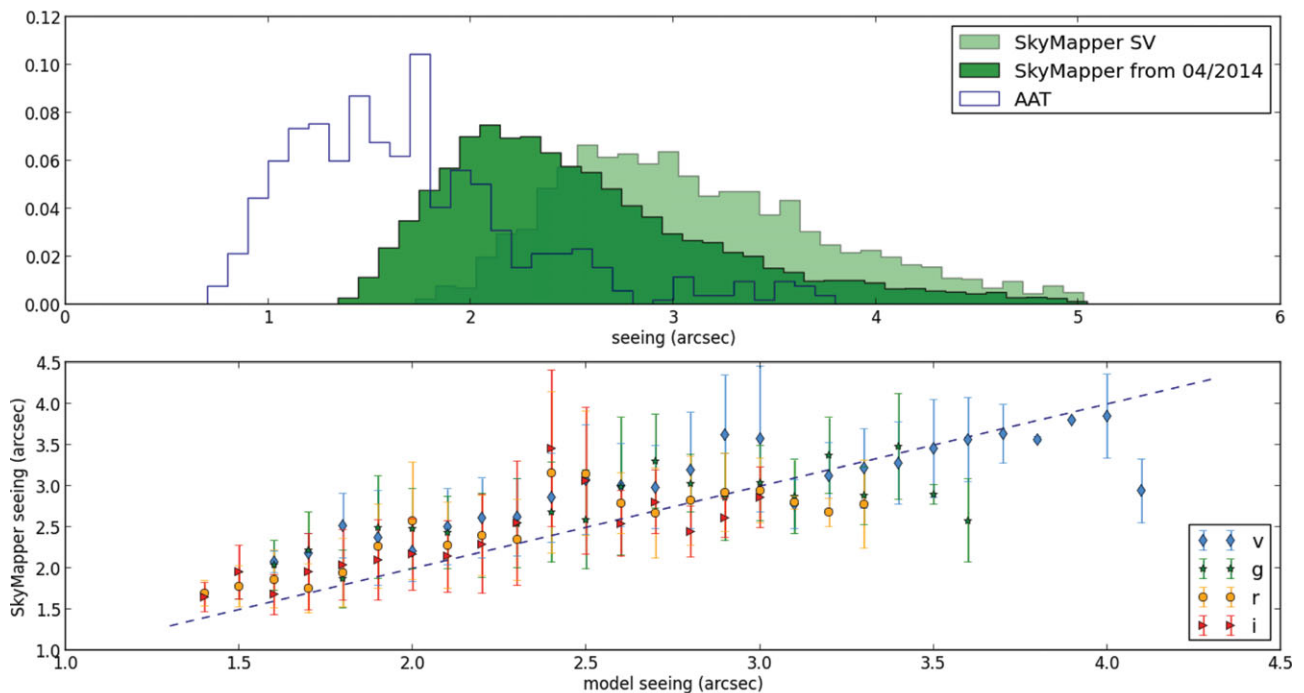 0.12
0.10
0.08
0.06
0.04
0.02
0.00
SkyMapper SV
SkyMapper from 04/2014
AAT
0 1 2 3 4 5 6
seeing (arcsec)
SkyMapper seeing (arcsec)
4.5
4.0
3.5
3.0
2.5
2.0
1.5
1.0
v
g
r
i
1.0 1.5 2.0 2.5 3.0 3.5 4.0 4.5
model seeing (arcsec)